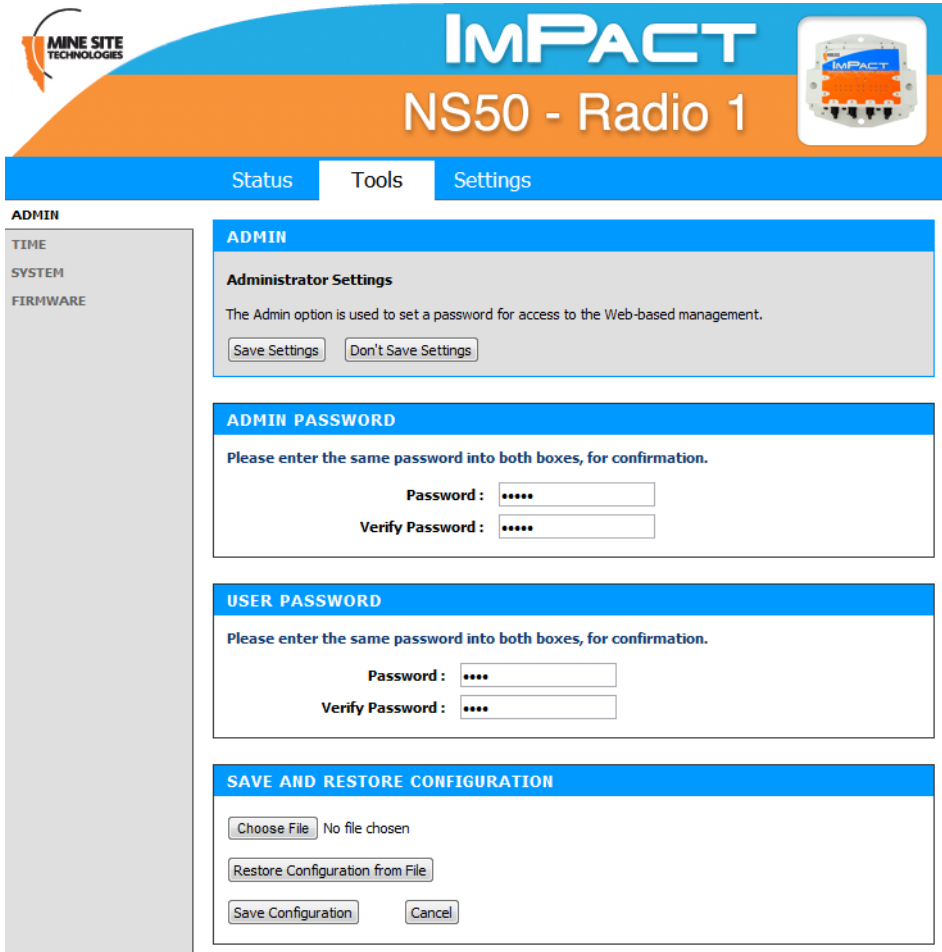 MINE SITE
TECHNOLOGIES
IMPACT
NS50 - Radio 1
IMPACT
Status Tools Settings
ADMIN
TIME
SYSTEM
FIRMWARE
ADMIN
Administrator Settings
The Admin option is used to set a password for access to the Web-based management.
Save Settings Don't Save Settings
ADMIN PASSWORD
Please enter the same password into both boxes, for confirmation.
Password : •••••
Verify Password : •••••
USER PASSWORD
Please enter the same password into both boxes, for confirmation.
Password : ••••
Verify Password : ••••
SAVE AND RESTORE CONFIGURATION
Choose File No file chosen
Restore Configuration from File
Save Configuration Cancel